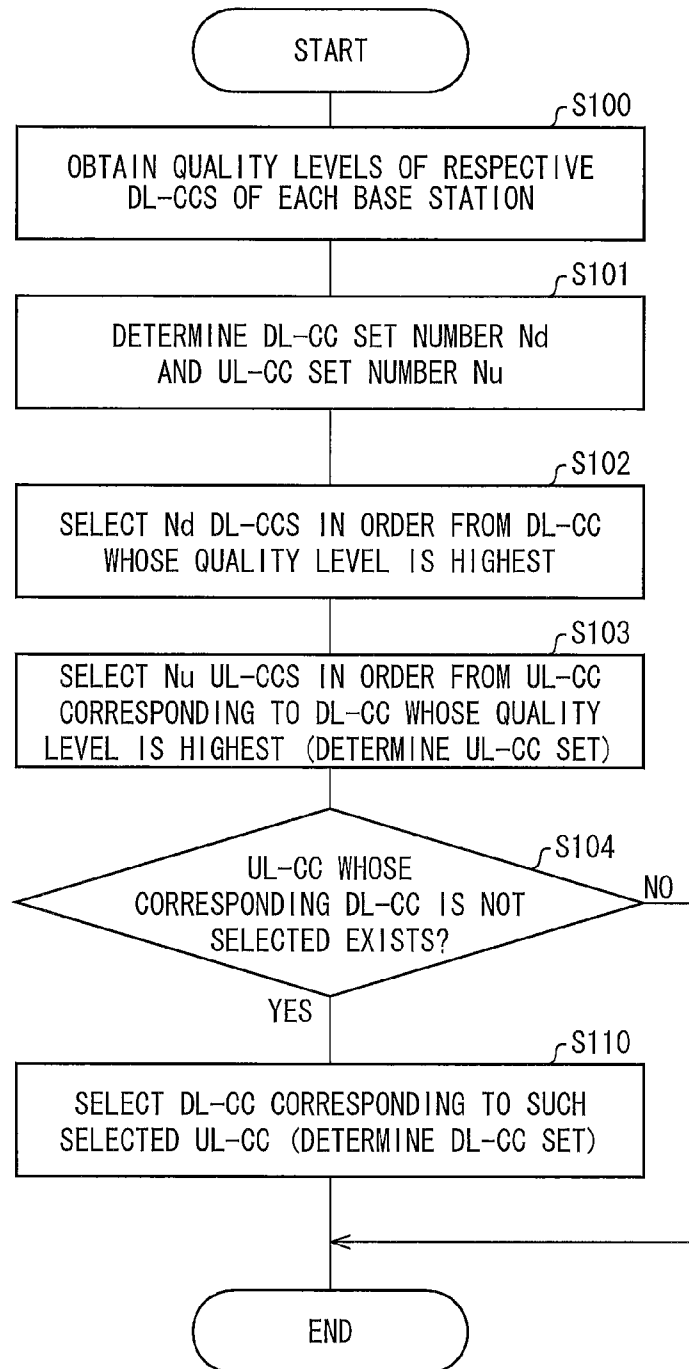 START
S100
OBTAIN QUALITY LEVELS OF RESPECTIVE
DL-CCS OF EACH BASE STATION
S101
DETERMINE DL-CC SET NUMBER Nd
AND UL-CC SET NUMBER Nu
S102
SELECT Nd DL-CCS IN ORDER FROM DL-CC
WHOSE QUALITY LEVEL IS HIGHEST
S103
SELECT Nu UL-CCS IN ORDER FROM UL-CC
CORRESPONDING TO DL-CC WHOSE QUALITY
LEVEL IS HIGHEST (DETERMINE UL-CC SET)
S104
UL-CC WHOSE
CORRESPONDING DL-CC IS NOT
SELECTED EXISTS?
NO
YES
S110
SELECT DL-CC CORRESPONDING TO SUCH
SELECTED UL-CC (DETERMINE DL-CC SET)
END